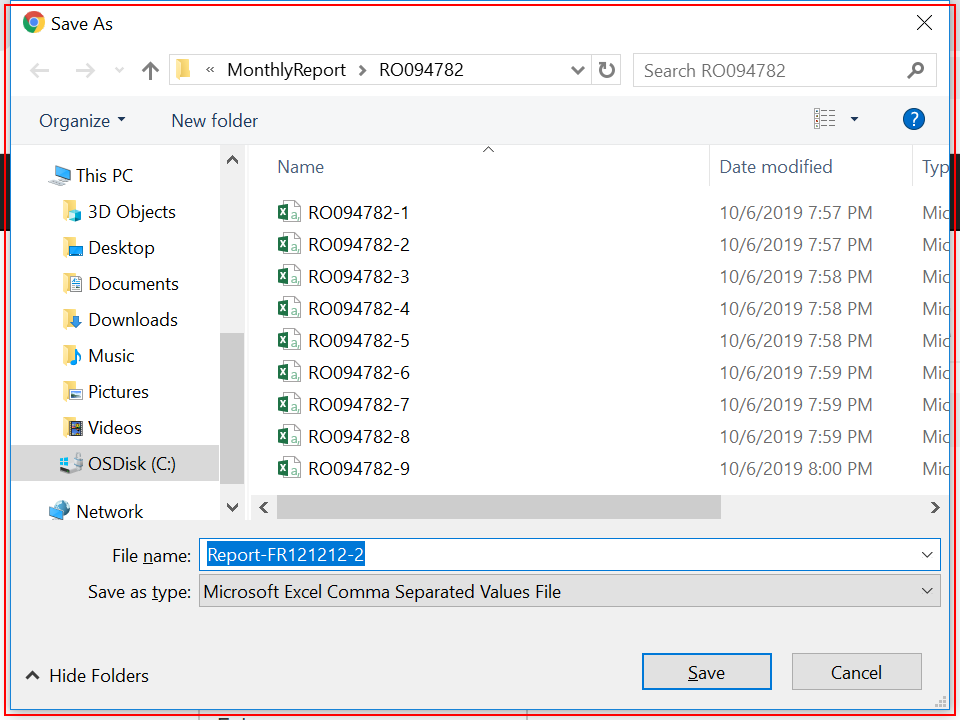 Save As
« MonthlyReport > RO094782
Search RO094782
Organize
New folder
?
This PC
3D Objects
Desktop
Documents
Downloads
Music
Pictures
Videos
OSDisk (C:)
Network
Name Date modified Typ
RO094782-1 10/6/2019 7:57 PM Mic
RO094782-2 10/6/2019 7:57 PM Mic
RO094782-3 10/6/2019 7:58 PM Mic
RO094782-4 10/6/2019 7:58 PM Mic
RO094782-5 10/6/2019 7:58 PM Mic
RO094782-6 10/6/2019 7:59 PM Mic
RO094782-7 10/6/2019 7:59 PM Mic
RO094782-8 10/6/2019 7:59 PM Mic
RO094782-9 10/6/2019 8:00 PM Mic
File name: Report-FR121212-2
Save as type: Microsoft Excel Comma Separated Values File
Hide Folders
Save
Cancel